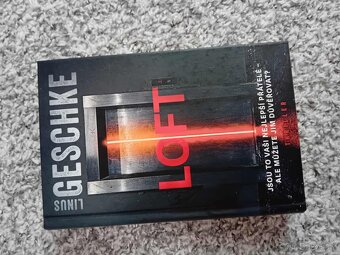 LINUS
GESCHKE
LOFT
JSOU TO VAŠI NEJLEPŠÍ PŘÁTELÉ –
ALE MŮŽETE JIM DŮVĚŘOVAT?
THRILLER